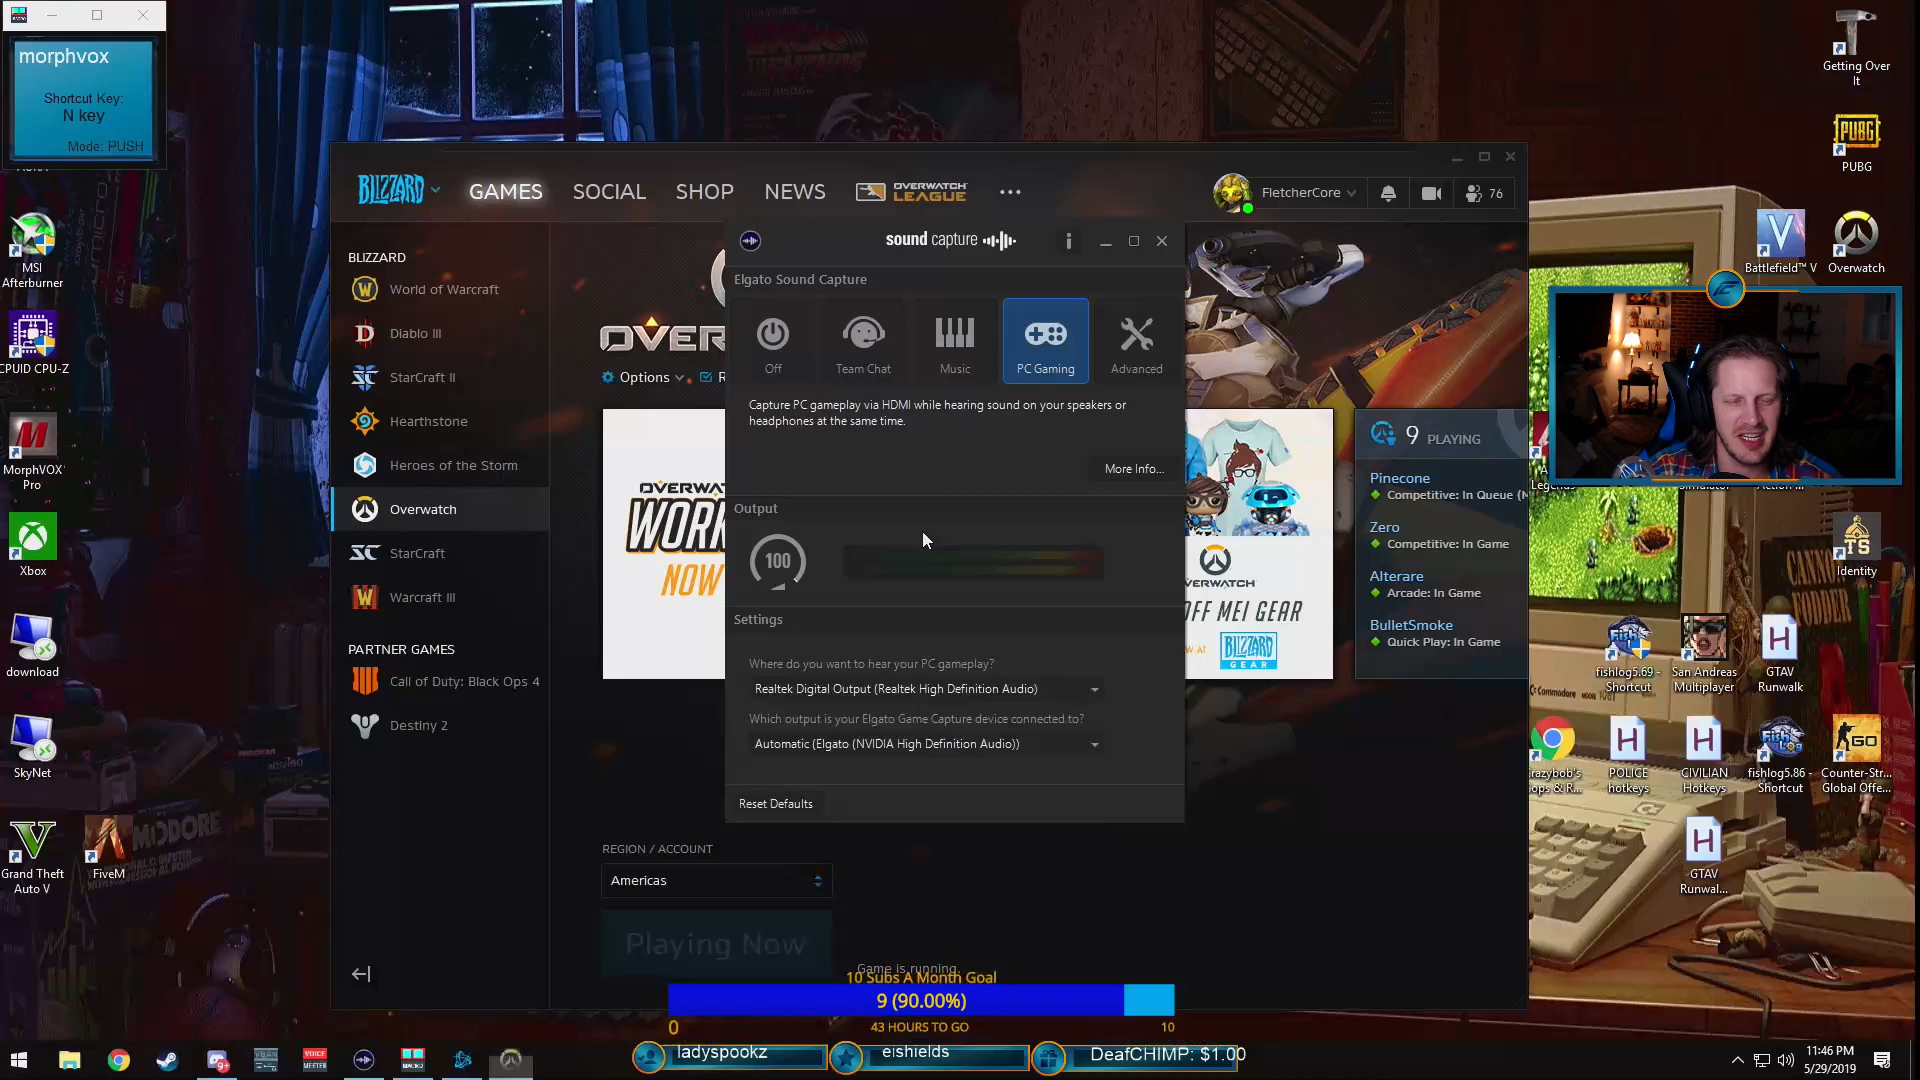 morphvox
Shortcut Key:
N key
Mode: PUSH
MSI
Afterburner
CPUID CPU-Z
MorphVOX
Pro
Xbox
download
SkyNet
Grand Theft
Auto V
FiveM
BLIZZARD
GAMES
SOCIAL
SHOP
NEWS
OVERWATCH
LEAGUE
FletcherCore
76
BLIZZARD
World of Warcraft
Diablo III
StarCraft II
Hearthstone
Heroes of the Storm
Overwatch
StarCraft
Warcraft III
PARTNER GAMES
Call of Duty: Black Ops 4
Destiny 2
OVER
Options
R
OVERWAT
WORK
NOW
sound capture
Elgato Sound Capture
Off
Team Chat
Music
PC Gaming
Advanced
Capture PC gameplay via HDMI while hearing sound on your speakers or
headphones at the same time.
More Info...
Output
100
Settings
Where do you want to hear your PC gameplay?
Realtek Digital Output (Realtek High Definition Audio)
Which output is your Elgato Game Capture device connected to?
Automatic (Elgato (NVIDIA High Definition Audio))
Reset Defaults
VERWATCH
OFF MEI GEAR
W AT
BLIZZARD
GEAR
9 PLAYING
Pinecone
Competitive: In Queue (
Zero
Competitive: In Game
Alterare
Arcade: In Game
BulletSmoke
Quick Play: In Game
REGION / ACCOUNT
Americas
Playing Now
Game is running.
10 Subs A Month Goal
9 (90.00%)
0
43 HOURS TO GO
10
ladyspookz
eishields
DeafCHIMP: $1.00
Getting Over
It
PUBG
PUBG
Battlefield™ V
Overwatch
Identity
fishlog5.69 -
Shortcut
San Andreas
Multiplayer
GTAV
Runwalk
POLICE
hotkeys
CIVILIAN
Hotkeys
fishlog5.86 -
Shortcut
Counter-Str...
Global Offe...
GTAV
Runwal...
11:46 PM
5/29/2019